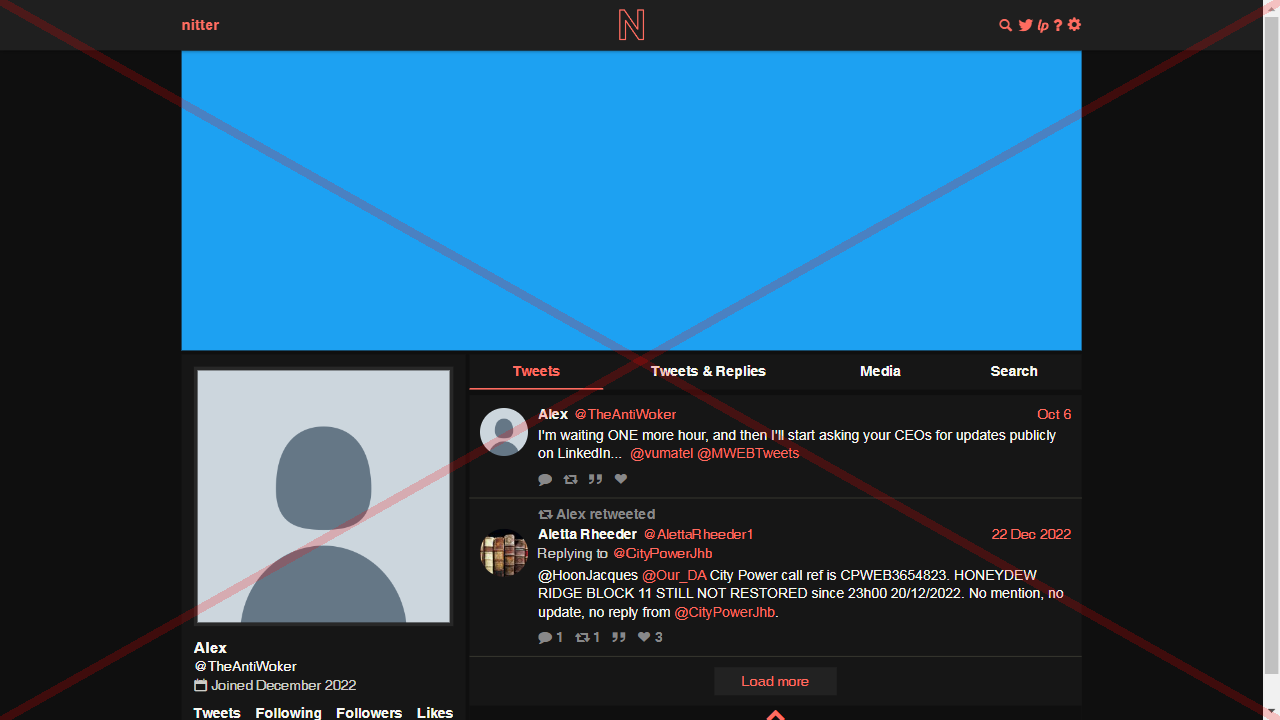 nitter
N
lp ?
Tweets
Tweets & Replies
Media
Search
Alex @TheAntiWoker
Oct 6
I'm waiting ONE more hour, and then I'll start asking your CEOs for updates publicly
on LinkedIn... @vumatel @MWEBTweets
Alex retweeted
Aletta Rheeder @AlettaRheeder1
22 Dec 2022
Replying to @CityPowerJhb
@HoonJacques @Our_DA City Power call ref is CPWEB3654823. HONEYDEW
RIDGE BLOCK 11 STILL NOT RESTORED since 23h00 20/12/2022. No mention, no
update, no reply from @CityPowerJhb.
1 1 3
Load more
Alex
@TheAntiWoker
Joined December 2022
Tweets Following Followers Likes